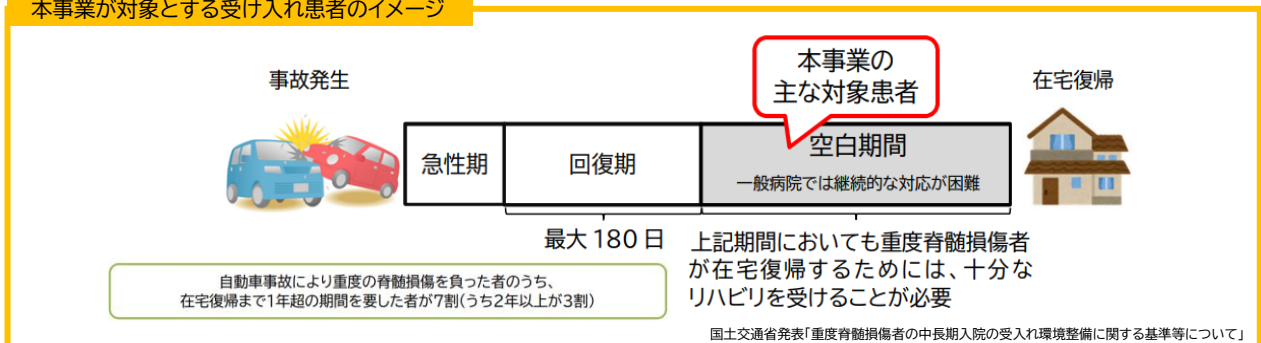 本事業が対象とする受け入れ患者のイメージ
事故発生
本事業の
主な対象患者
在宅復帰
急性期
回復期
空白期間
一般病院では継続的な対応が困難
最大180日
上記期間においても重度脊髄損傷者
が在宅復帰するためには、十分な
リハビリを受けることが必要
自動車事故により重度の脊髄損傷を負った者のうち、
在宅復帰まで1年超の期間を要した者が7割(うち2年以上が3割)
国土交通省発表「重度脊髄損傷者の中長期入院の受入れ環境整備に関する基準等について」